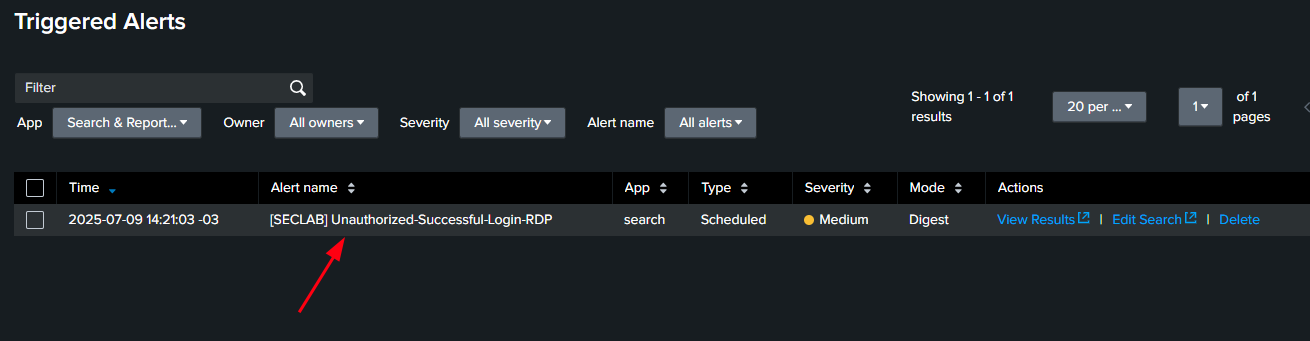 Triggered Alerts
Filter
Showing 1 - 1 of 1
results
20 per ...
1
of 1
pages
App
Search & Report...
Owner
All owners
Severity
All severity
Alert name
All alerts
Time Alert name App Type Severity Mode Actions
2025-07-09 14:21:03 -03 [SECLAB] Unauthorized-Successful-Login-RDP search Scheduled Medium Digest View Results | Edit Search | Delete